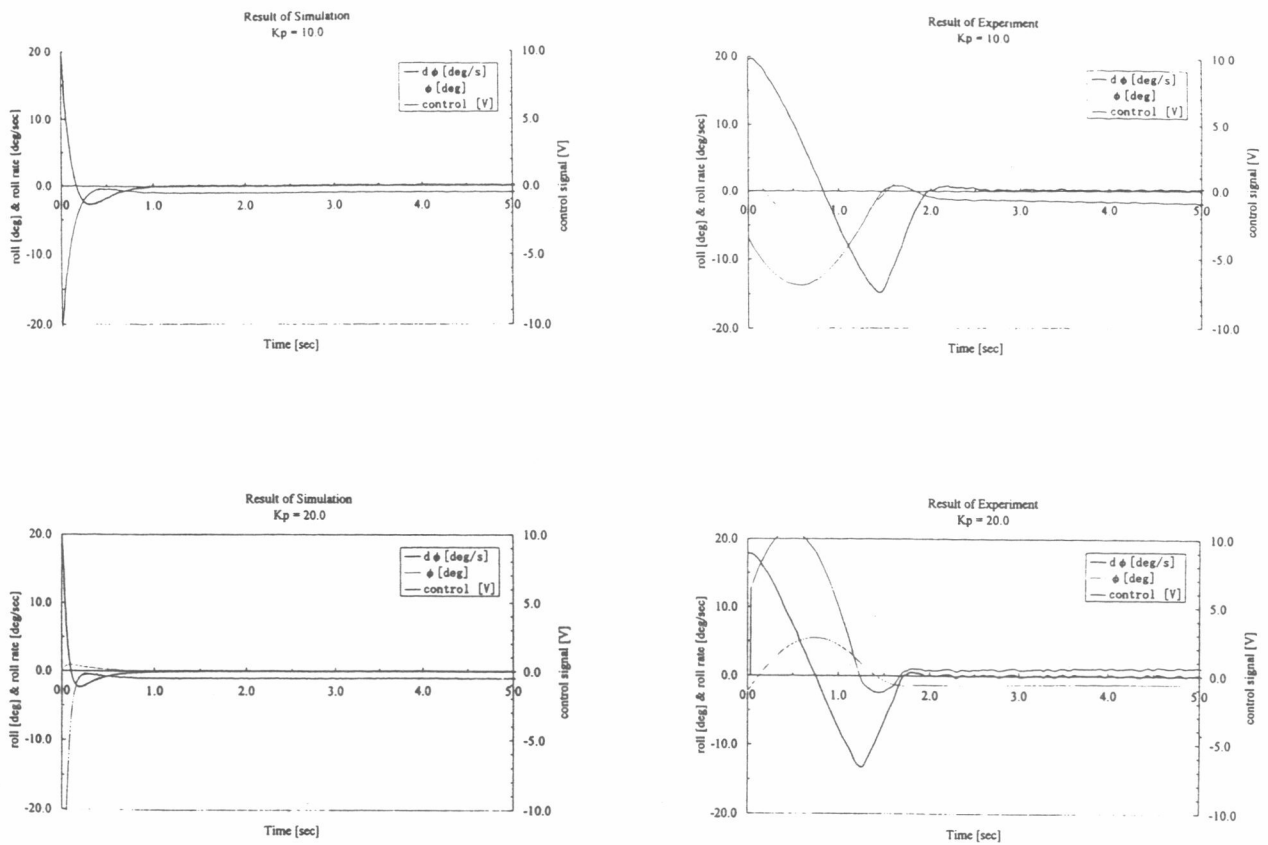 Result of Simulation
Kp = 10.0
20.0
10.0
0.0
-10.0
-20.0
roll [deg] & roll rate [deg/sec]
dφ[deg/s]
φ[deg]
control [V]
10.0
5.0
0.0
-5.0
-10.0
control signal [V]
0.0 1.0 2.0 3.0 4.0 5.0
Time [sec]
Result of Experiment
Kp = 10.0
20.0
10.0
0.0
-10.0
-20.0
roll [deg] & roll rate [deg/sec]
dφ[deg/s]
φ[deg]
control [V]
10.0
5.0
0.0
-5.0
-10.0
control signal [V]
0.0 1.0 2.0 3.0 4.0 5.0
Time [sec]
Result of Simulation
Kp = 20.0
20.0
10.0
0.0
-10.0
-20.0
roll [deg] & roll rate [deg/sec]
dφ[deg/s]
φ[deg]
control [V]
10.0
5.0
0.0
-5.0
-10.0
control signal [V]
0.0 1.0 2.0 3.0 4.0 5.0
Time [sec]
Result of Experiment
Kp = 20.0
20.0
10.0
0.0
-10.0
-20.0
roll [deg] & roll rate [deg/sec]
dφ[deg/s]
φ[deg]
control [V]
10.0
5.0
0.0
-5.0
-10.0
control signal [V]
0.0 1.0 2.0 3.0 4.0 5.0
Time [sec]